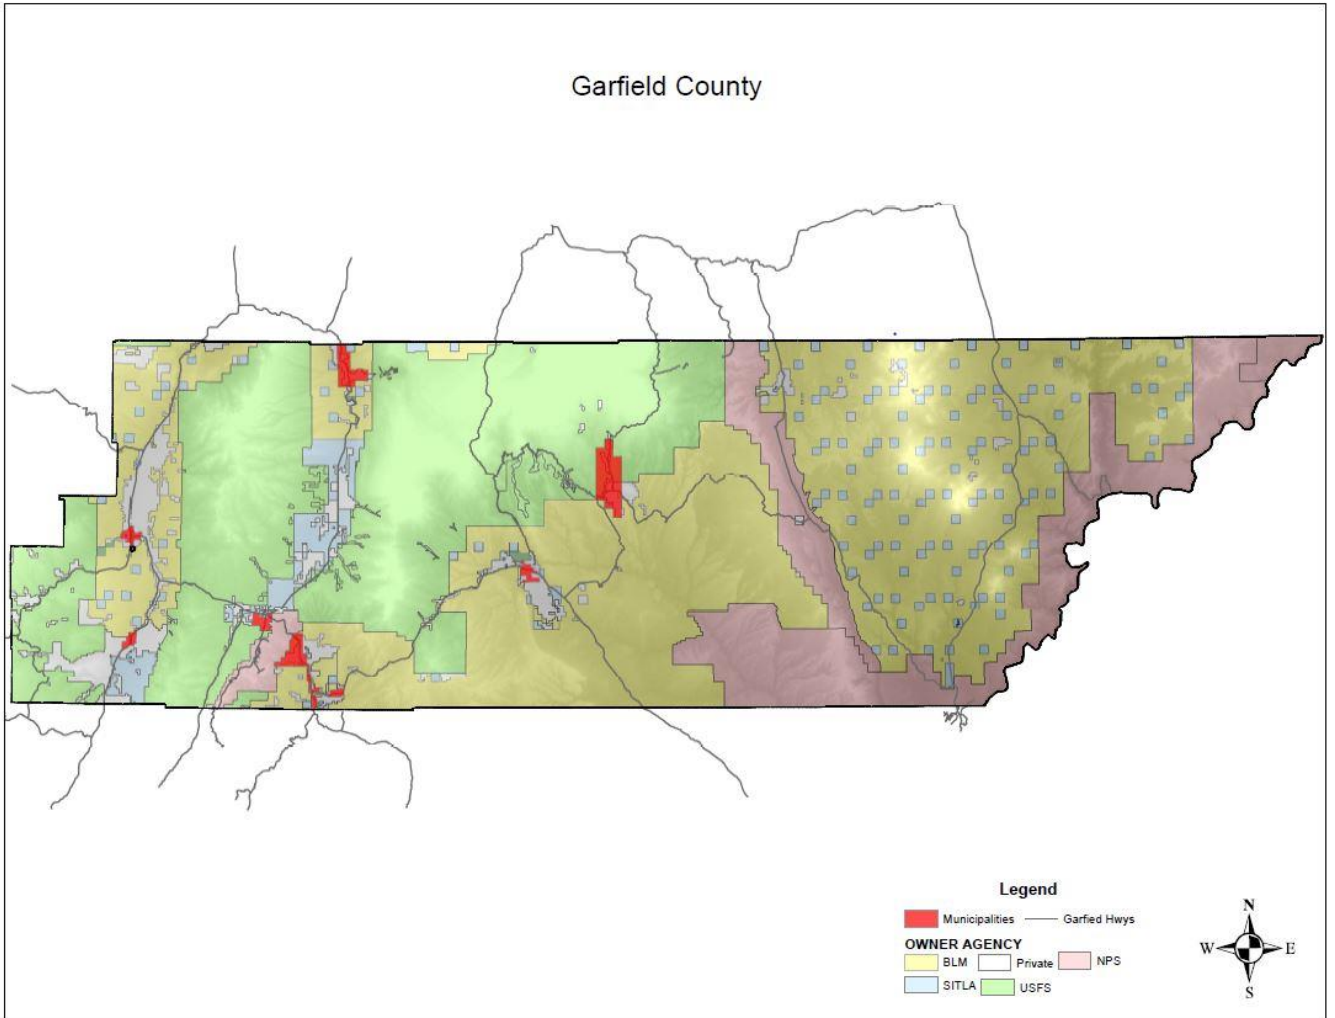 Garfield County
Legend
Municipalities Garfied Hwys
OWNER AGENCY
BLM Private NPS
SITLA USFS
N
W E
S